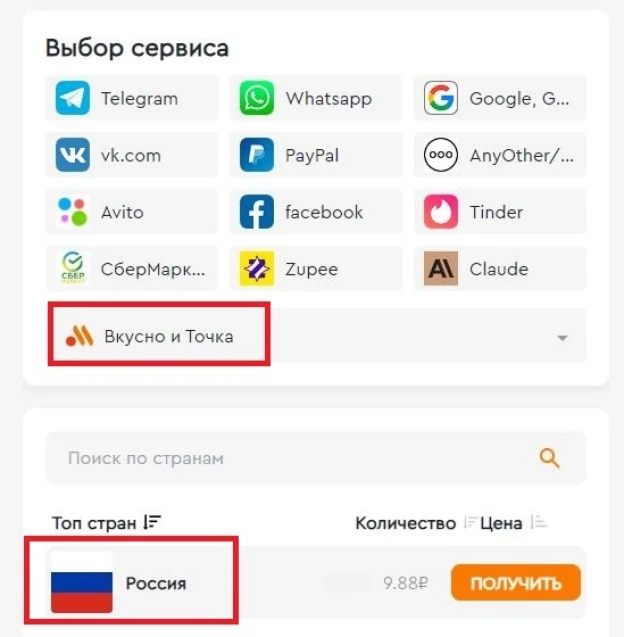 Выбор сервиса
Telegram Whatsapp Google, G...
vk.com PayPal AnyOther/...
Avito facebook Tinder
СберМарк... Zupee Claude
Вкусно и Точка
Поиск по странам
Топ стран Количество Цена
Россия 9.88₽ ПОЛУЧИТЬ